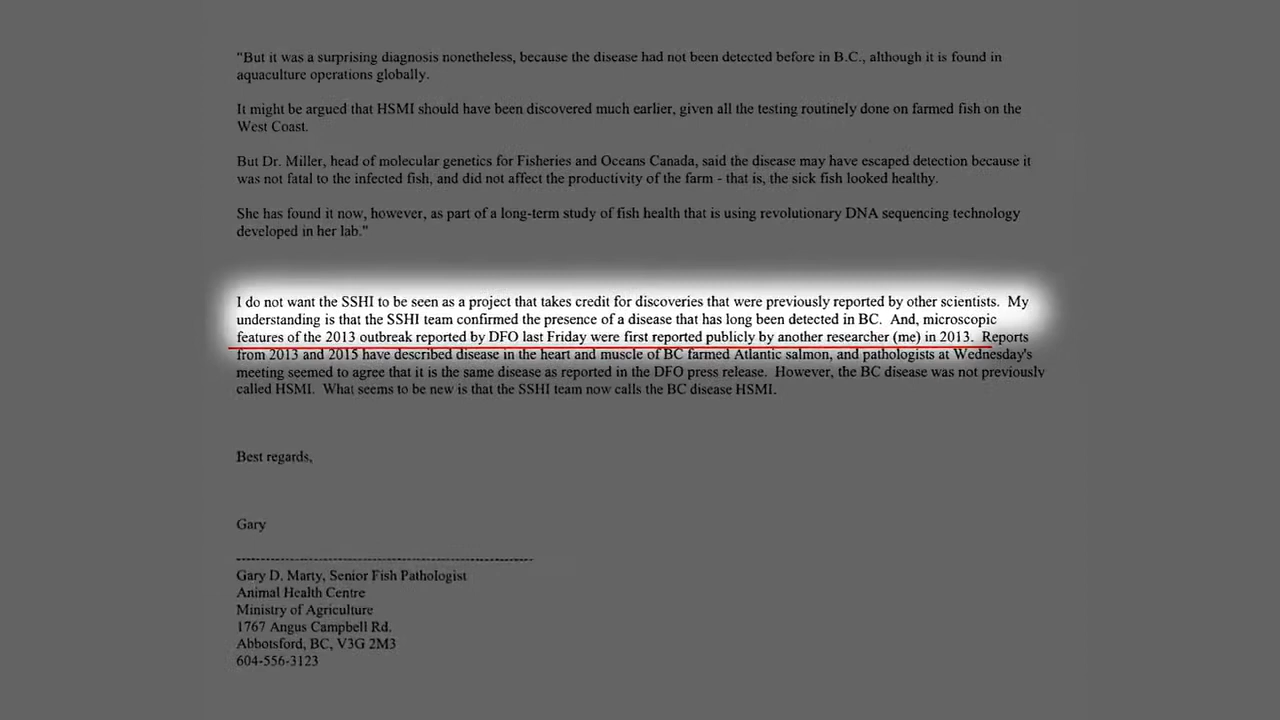 "But it was a surprising diagnosis nonetheless, because the disease had not been detected before in B.C., although it is found in
aquaculture operations globally.
It might be argued that HSMI should have been discovered much earlier, given all the testing routinely done on farmed fish on the
West Coast.
But Dr. Miller, head of molecular genetics for Fisheries and Oceans Canada, said the disease may have escaped detection because it
was not fatal to the infected fish, and did not affect the productivity of the farm - that is, the sick fish looked healthy.
She has found it now, however, as part of a long-term study of fish health that is using revolutionary DNA sequencing technology
developed in her lab."
I do not want the SSHI to be seen as a project that takes credit for discoveries that were previously reported by other scientists. My
understanding is that the SSHI team confirmed the presence of a disease that has long been detected in BC. And, microscopic
features of the 2013 outbreak reported by DFO last Friday were first reported publicly by another researcher (me) in 2013. Reports
from 2013 and 2015 have described disease in the heart and muscle of BC farmed Atlantic salmon, and pathologists at Wednesday's
meeting seemed to agree that it is the same disease as reported in the DFO press release. However, the BC disease was not previously
called HSMI. What seems to be new is that the SSHI team now calls the BC disease HSMI.
Best regards,
Gary
Gary D. Marty, Senior Fish Pathologist
Animal Health Centre
Ministry of Agriculture
1767 Angus Campbell Rd.
Abbotsford, BC, V3G 2M3
604-556-3123